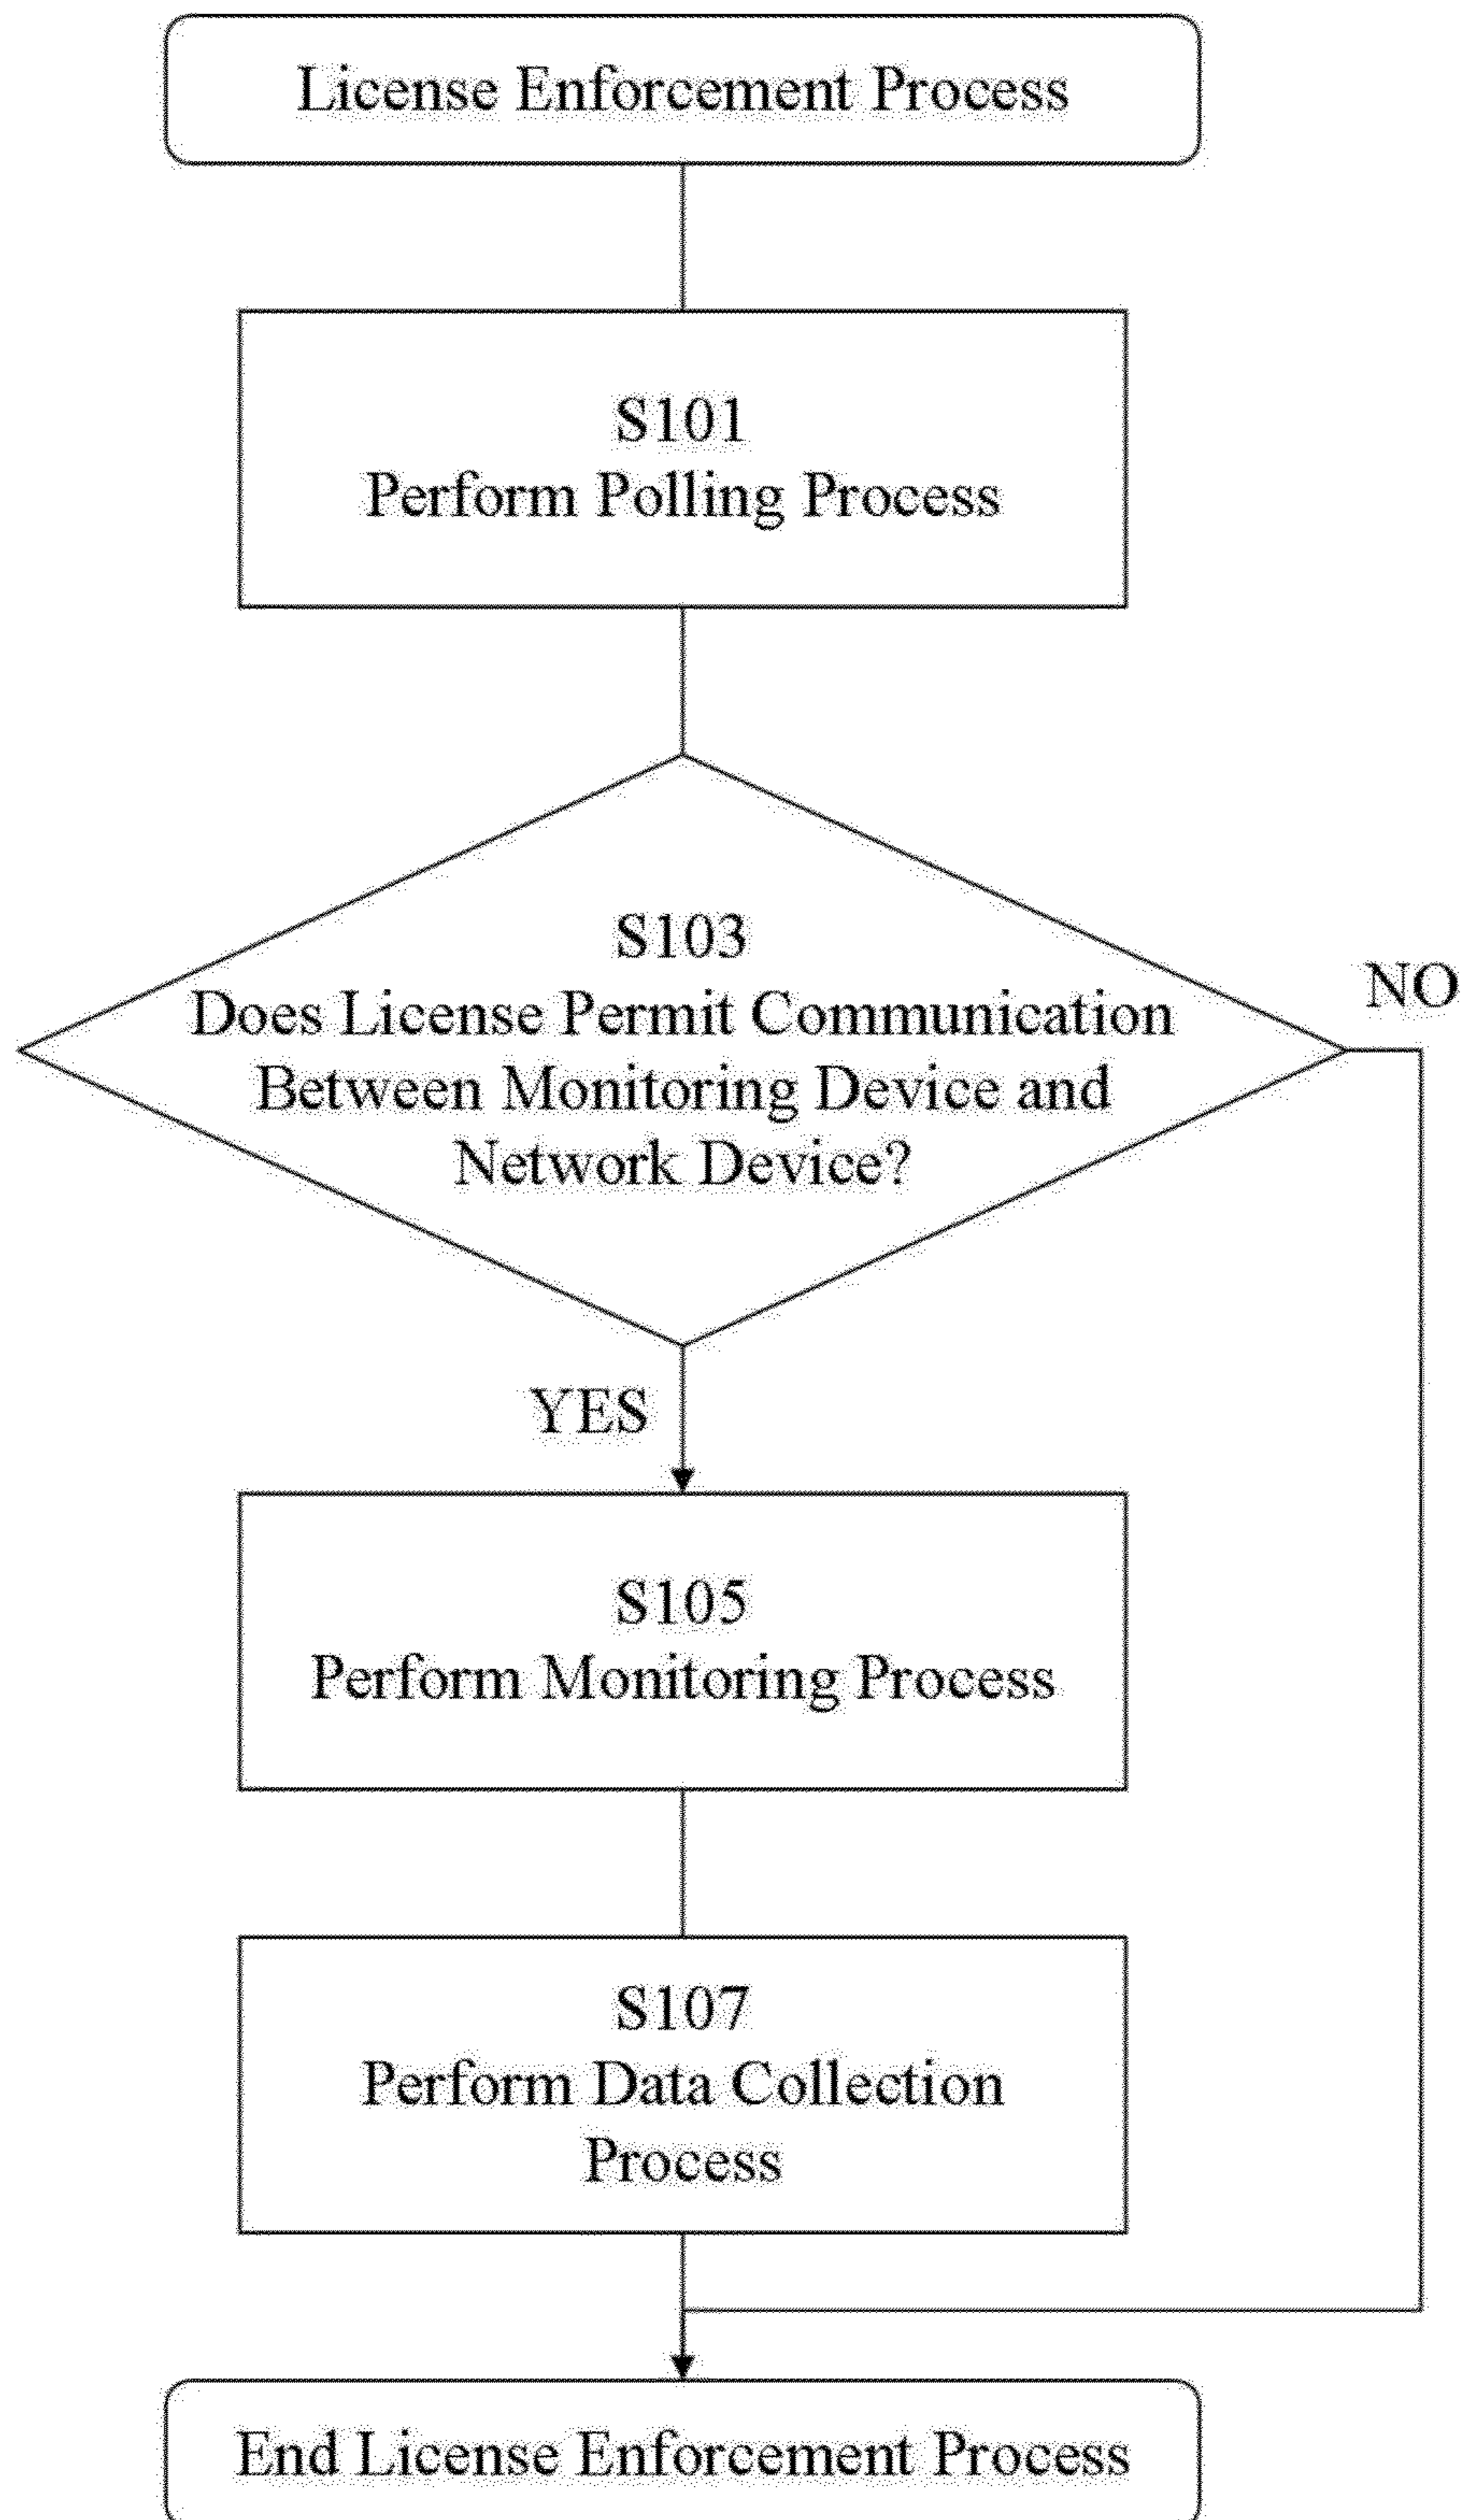 License Enforcement Process
S101
Perform Polling Process
S103
Does License Permit Communication
Between Monitoring Device and
Network Device?
NO
YES
S105
Perform Monitoring Process
S107
Perform Data Collection
Process
End License Enforcement Process